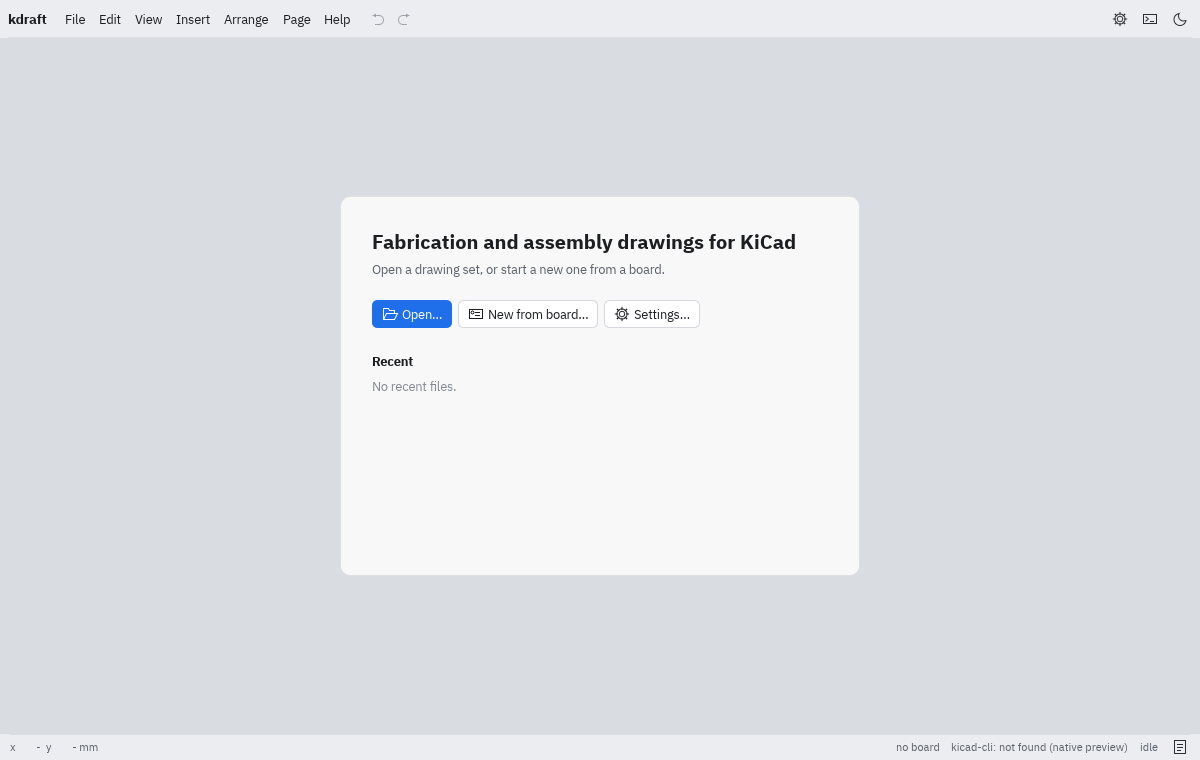 kdraft File Edit View Insert Arrange Page Help
Fabrication and assembly drawings for KiCad
Open a drawing set, or start a new one from a board.
Open... New from board... Settings...
Recent
No recent files.
x - y - mm no board kicad-cli: not found (native preview) idle